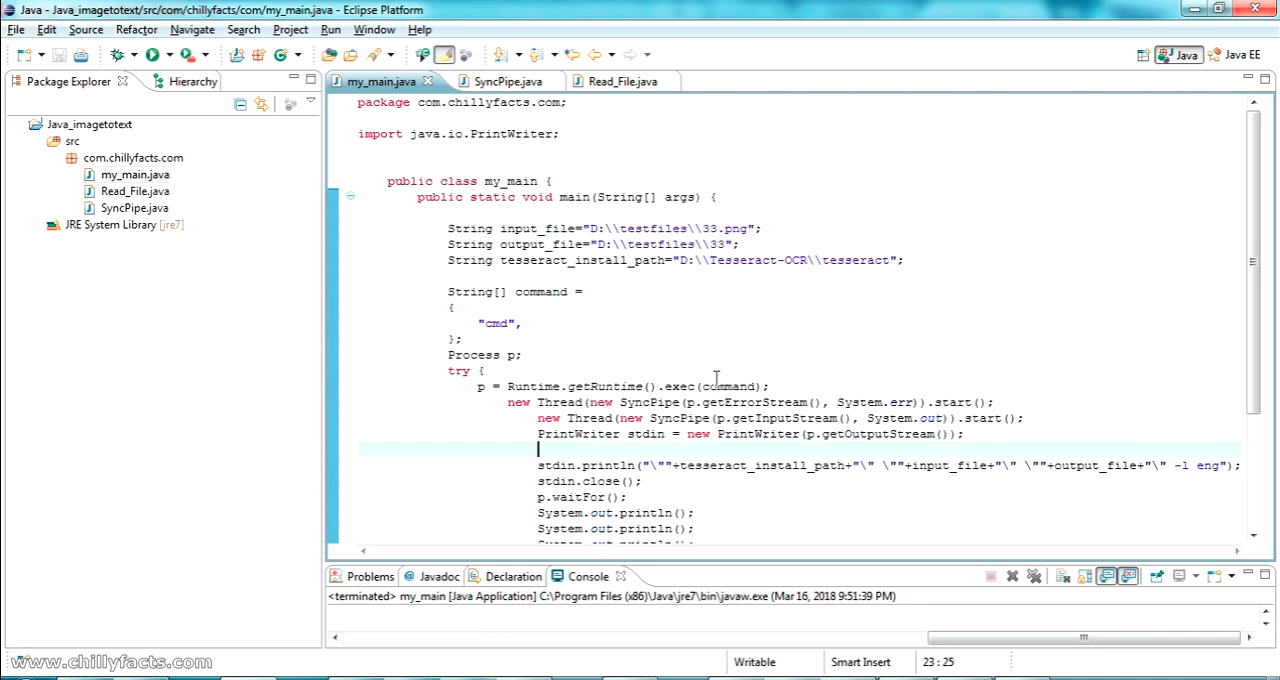 Java - Java_imagetotext/src/com/chillyfacts/com/my_main.java - Eclipse Platform
File Edit Source Refactor Navigate Search Project Run Window Help
Java Java EE
Package Explorer Hierarchy
my_main.java SyncPipe.java Read_File.java
Java_imagetotext
src
com.chillyfacts.com
my_main.java
Read_File.java
SyncPipe.java
JRE System Library [jre7]
package com.chillyfacts.com;
import java.io.PrintWriter;
public class my_main {
public static void main(String[] args) {
String input_file="D:\\testfiles\\33.png";
String output_file="D:\\testfiles\\33";
String tesseract_install_path="D:\\Tesseract-OCR\\tesseract";
String[] command =
{
"cmd",
};
Process p;
try {
p = Runtime.getRuntime().exec(command);
new Thread(new SyncPipe(p.getErrorStream(), System.err)).start();
new Thread(new SyncPipe(p.getInputStream(), System.out)).start();
PrintWriter stdin = new PrintWriter(p.getOutputStream());
stdin.println("\""+tesseract_install_path+"\" \""+input_file+"\" \""+output_file+"\" -l eng");
stdin.close();
p.waitFor();
System.out.println();
System.out.println();
System.out.println();
Problems @ Javadoc Declaration Console
<terminated> my_main [Java Application] C:\Program Files (x86)\Java\jre7\bin\javaw.exe (Mar 16, 2018 9:51:39 PM)
www.chillyfacts.com
Writable Smart Insert 23 : 25